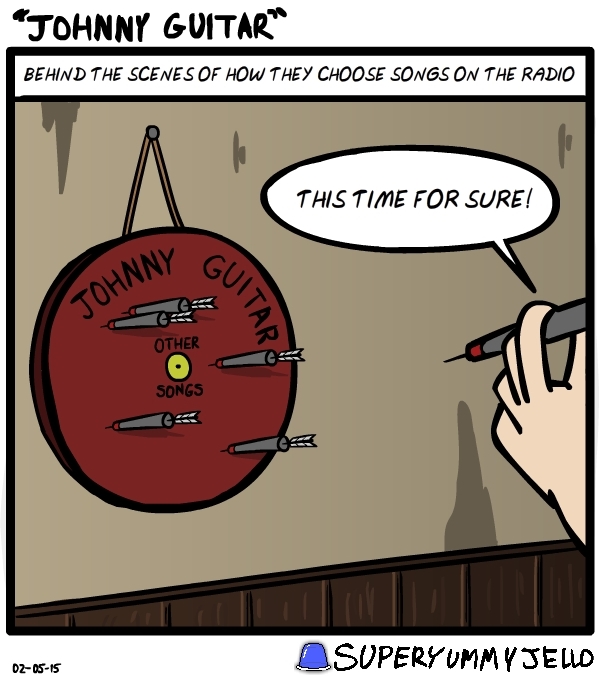 "JOHNNY GUITAR"
BEHIND THE SCENES OF HOW THEY CHOOSE SONGS ON THE RADIO
THIS TIME FOR SURE!
JOHNNY GUITAR
OTHER
SONGS
02-05-15
SUPERYUMMYJELLO